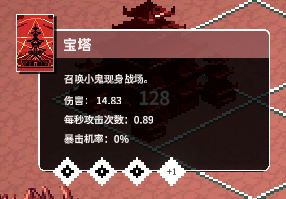 宝塔
召唤小鬼现身战场。
伤害： 14.83
128
每秒攻击次数：0.89
暴击机率：0%
+1